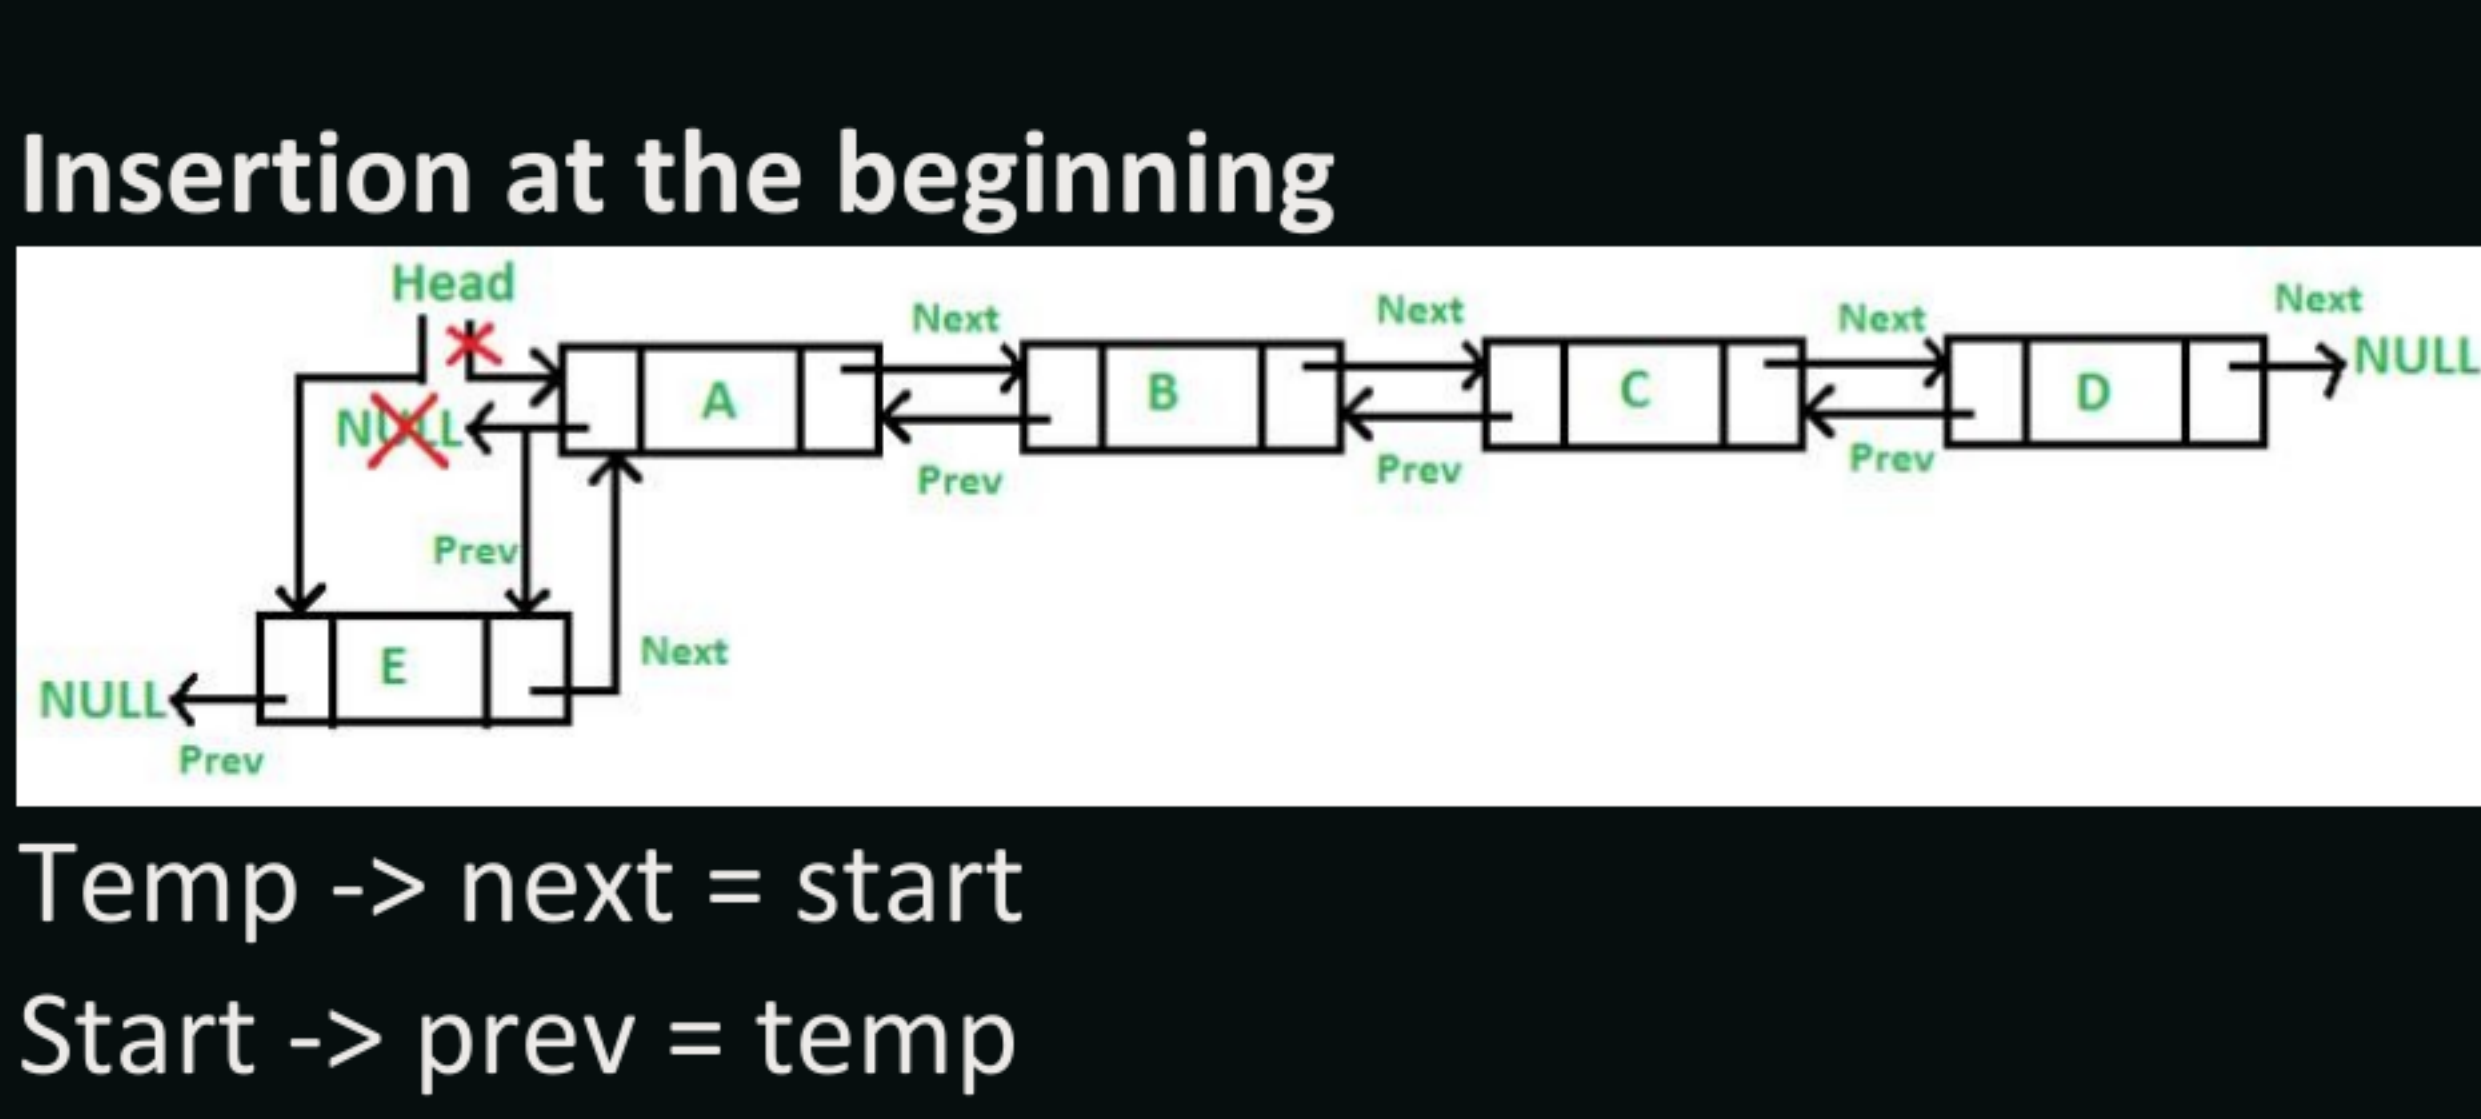 Insertion at the beginning
Head
Next
Next
Next
Next
A
B
C
D
NULL
NULL
Prev
Prev
Prev
Prev
E
Next
NULL
Prev
Temp -> next = start
Start -> prev = temp